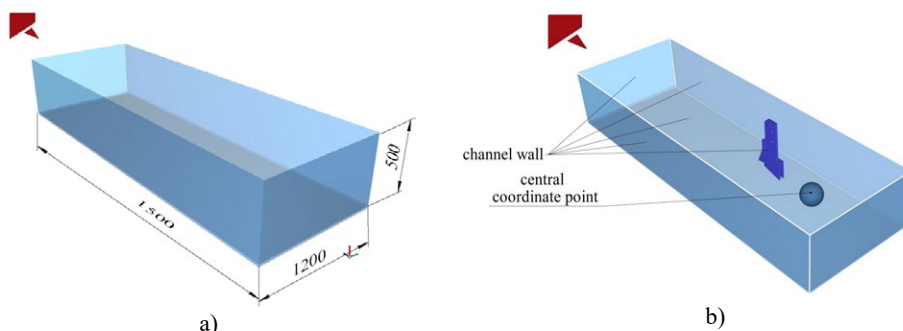 500
1500
1200
a)
channel wall
central
coordinate point
b)